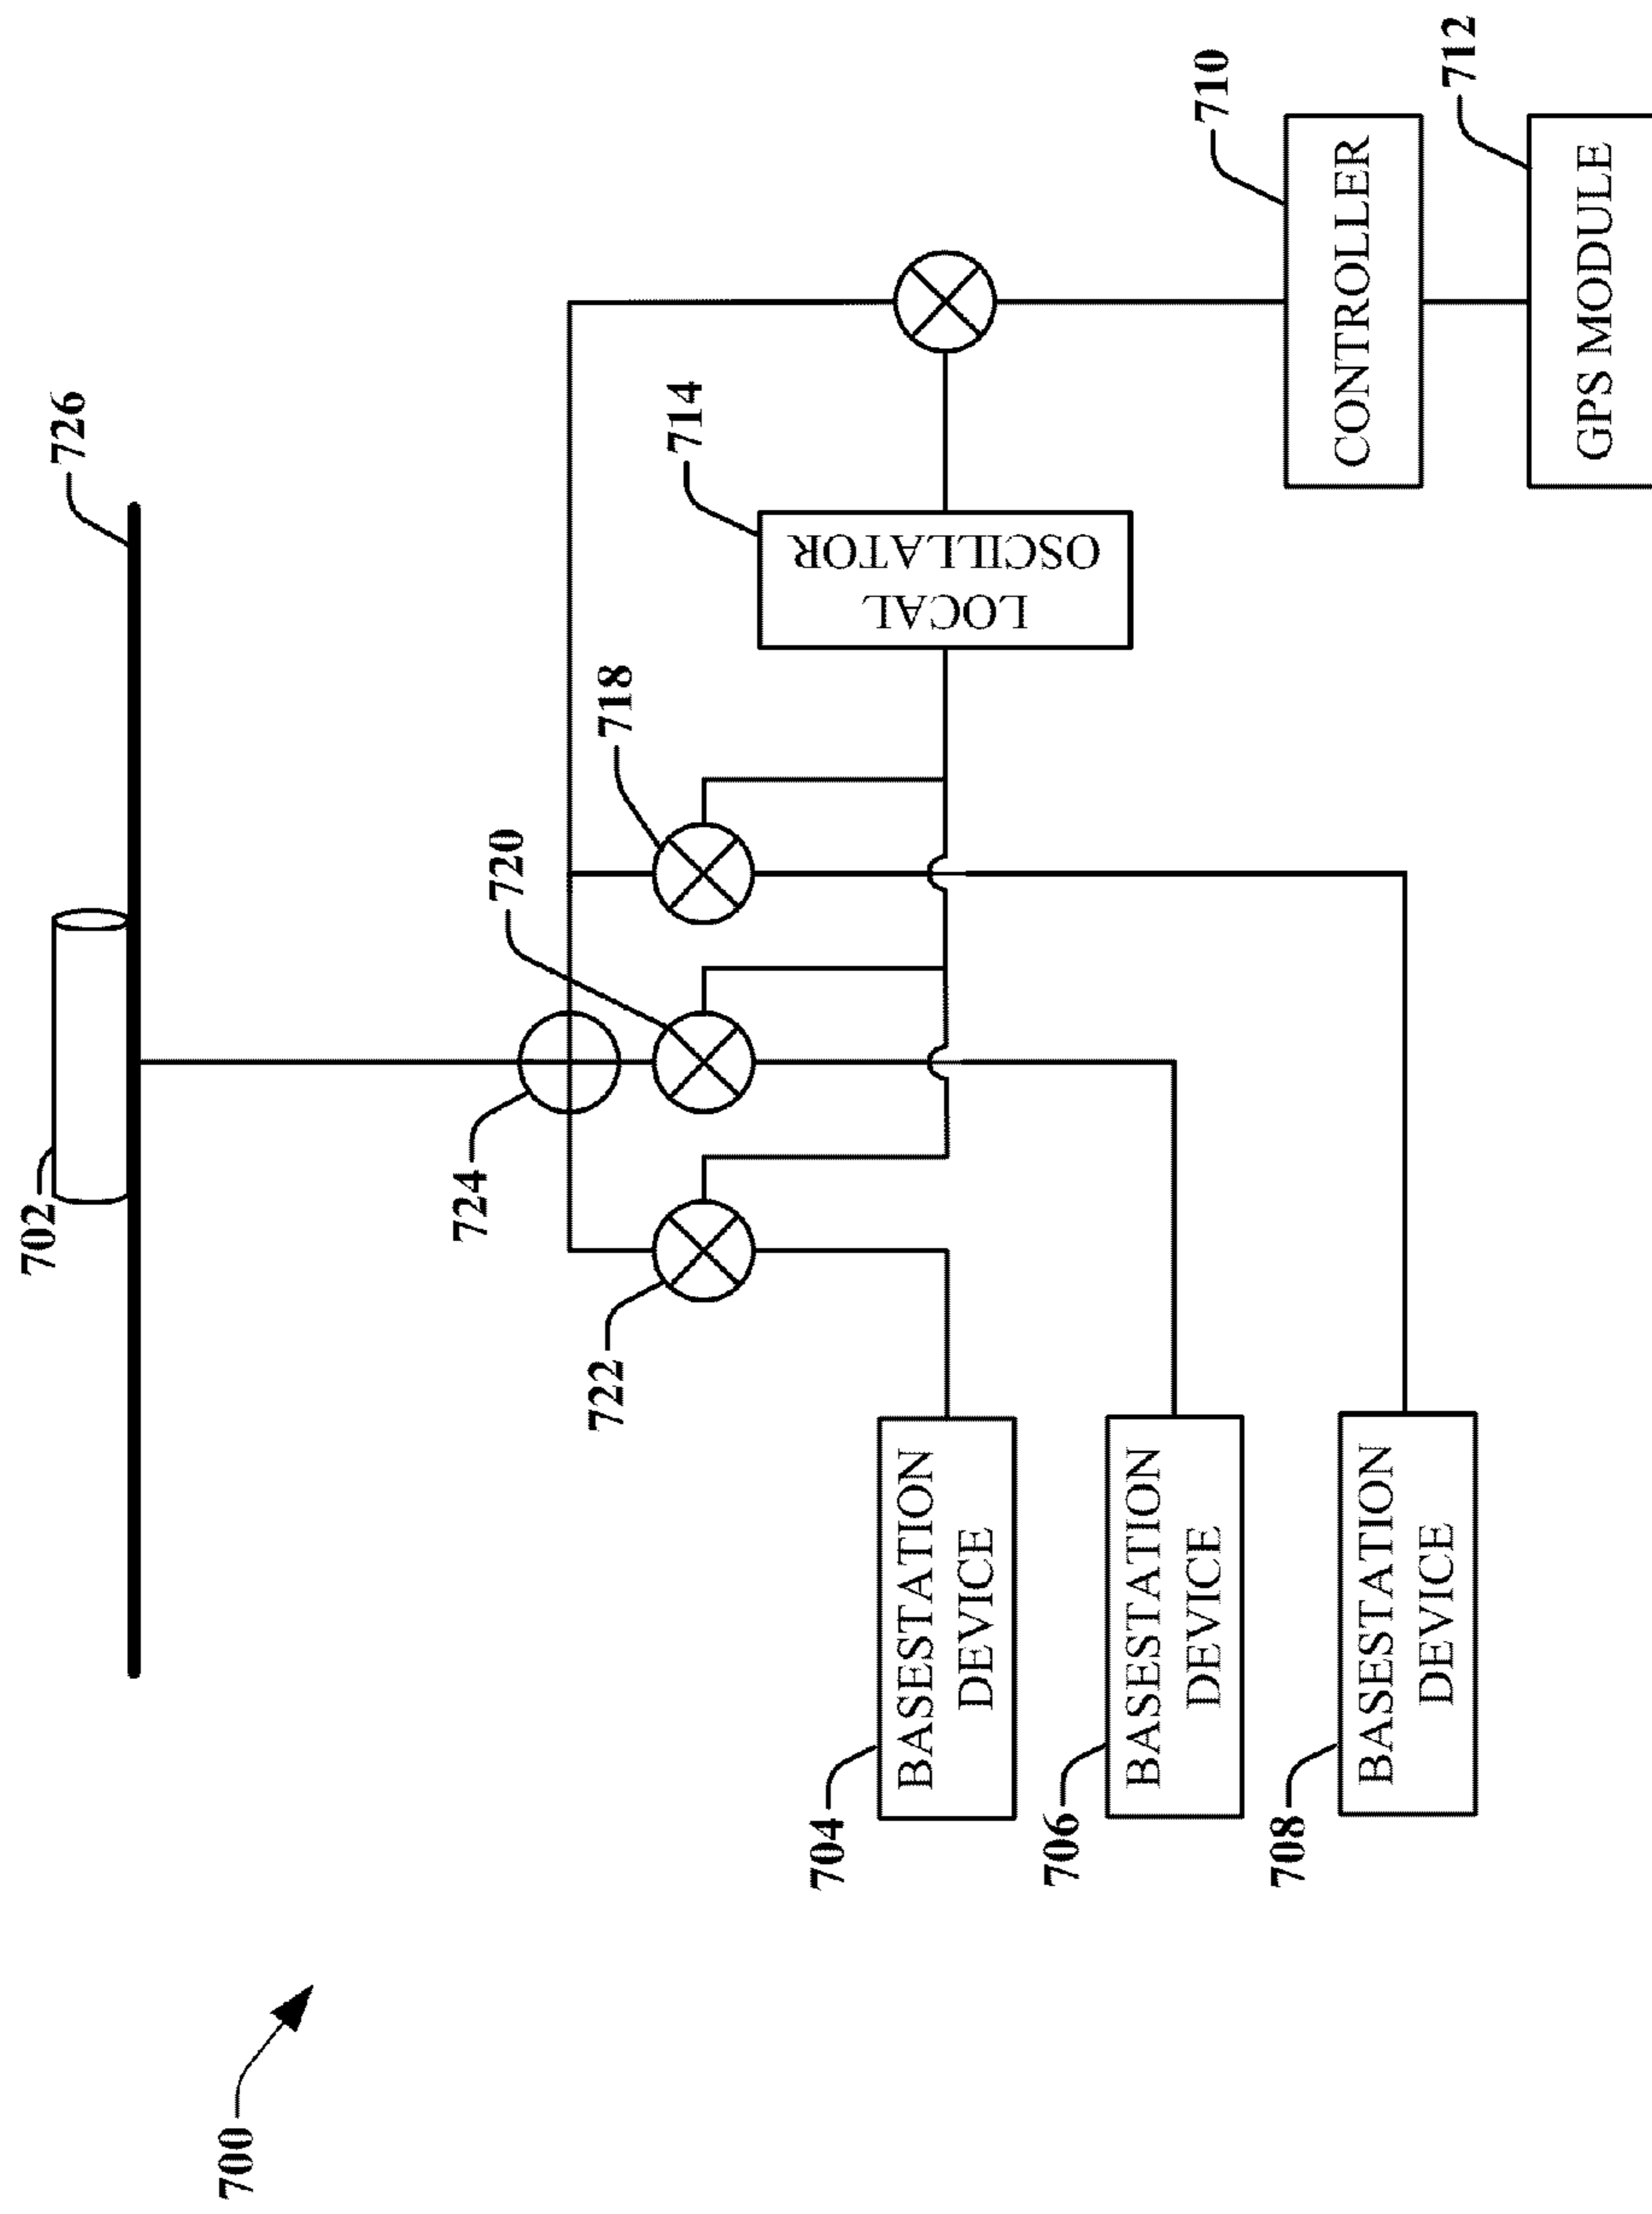 700
702
726
724
720
718
722
714
LOCAL
OSCILLATOR
710
CONTROLLER
712
GPS MODULE
704
BASESTATION
DEVICE
706
BASESTATION
DEVICE
708
BASESTATION
DEVICE